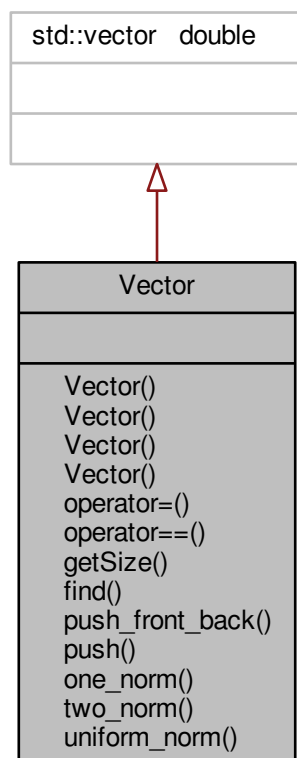 std::vector double
Vector
Vector()
Vector()
Vector()
Vector()
operator=()
operator==()
getSize()
find()
push_front_back()
push()
one_norm()
two_norm()
uniform_norm()